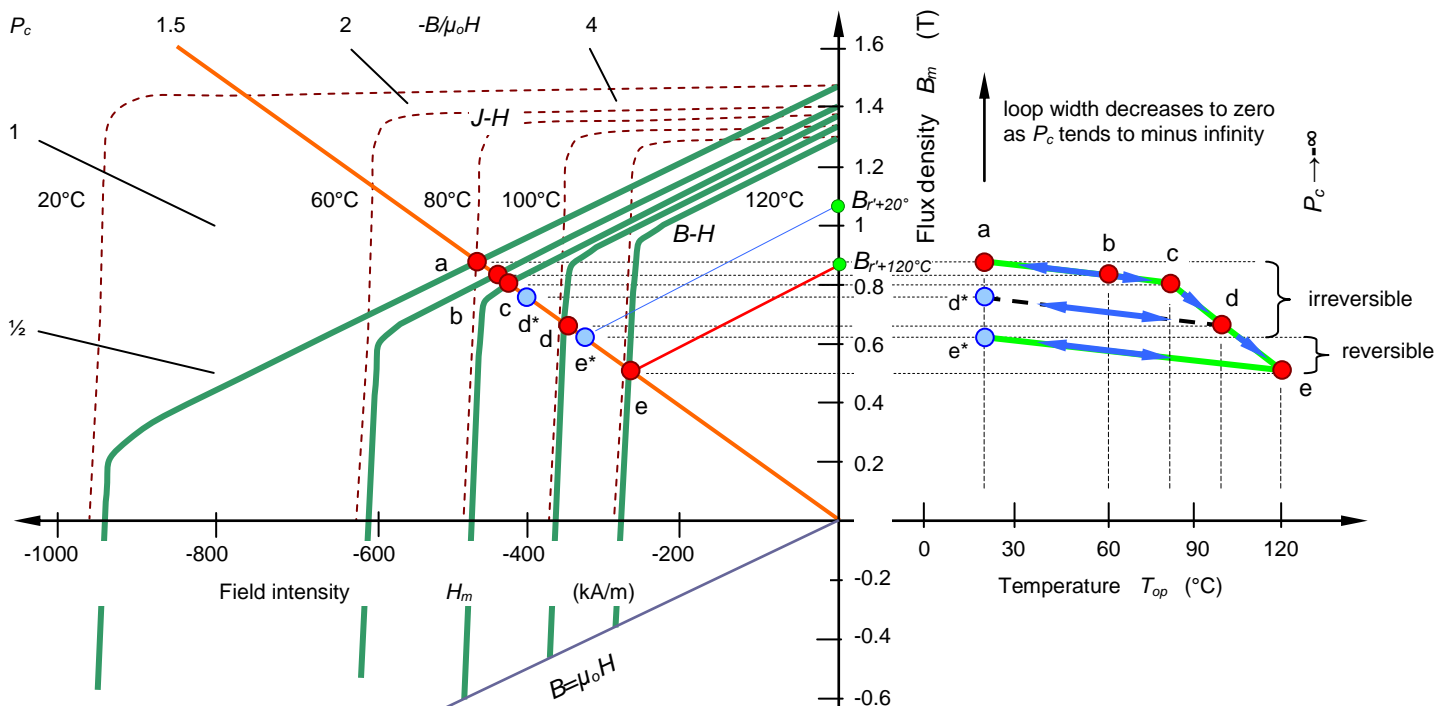 Pc
1.5
2
-B/µoH
4
1
½
J-H
20°C
60°C
80°C
100°C
120°C
B-H
a
b
c
d*
d
e*
e
1.6
1.4
1.2
1
0.8
0.6
0.4
0.2
-0.2
-0.4
-0.6
Br'+20°
Br'+120°C
-1000
-800
-600
-400
-200
Field intensity Hm (kA/m)
B=µoH
Flux density Bm (T)
loop width decreases to zero
as Pc tends to minus infinity
Pc → -∞
a
b
c
d
d*
e*
e
irreversible
reversible
0
30
60
90
120
Temperature Top (°C)